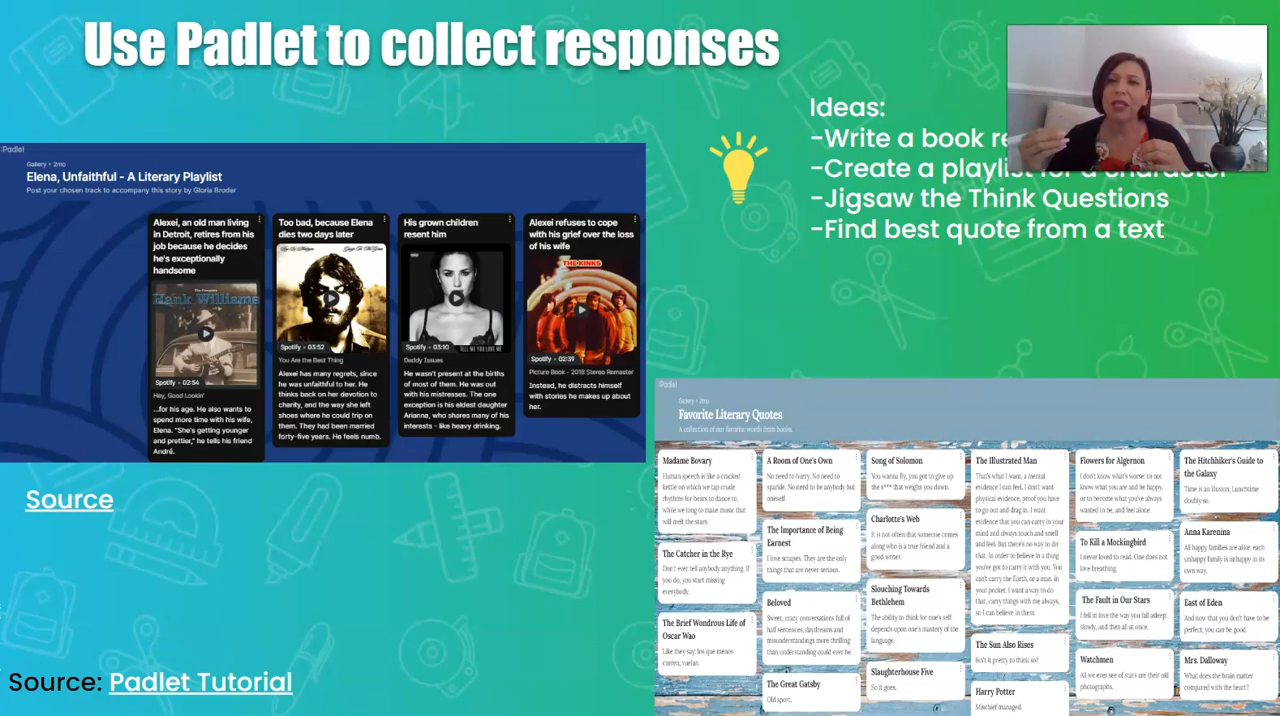 Use Padlet to collect responses
Ideas:
-Write a book re
-Create a playlist for a character
-Jigsaw the Think Questions
-Find best quote from a text
:Padlet
Gallery • 2mo
Elena, Unfaithful - A Literary Playlist
Post your chosen track to accompany this story by Gloria Broder
Alexei, an old man living
in Detroit, retires from his
job because he decides
he's exceptionally
handsome
The Complete
Hank Williams
Spotify • 02:54
Hey, Good Lookin'
...for his age. He also wants to
spend more time with his wife,
Elena. "She's getting younger
and prettier," he tells his friend
André.
Too bad, because Elena
dies two days later
Spotify • 03:52
You Are the Best Thing
Alexei has many regrets, since
he was unfaithful to her. He
thinks back on her devotion to
charity, and the way she left
shoes where he could trip on
them. They had been married
forty-five years. He feels numb.
His grown children
resent him
Spotify • 03:10
TELL ME YOU LOVE ME
Daddy Issues
He wasn't present at the births
of most of them. He was out
with his mistresses. The one
exception is his eldest daughter
Arianna, who shares many of his
interests - like heavy drinking.
Alexei refuses to cope
with his grief over the loss
of his wife
THE KINKS
Spotify • 02:39
Picture Book - 2018 Stereo Remaster
Instead, he distracts himself
with stories he makes up about
her.
Source
Source: Padlet Tutorial
:Padlet
Gallery • 2mo
Favorite Literary Quotes
A collection of our favorite words from books
Madame Bovary
Human speech is like a cracked
kettle on which we tap crude
rhythms for bears to dance to,
while we long to make music that
will melt the stars.
The Catcher in the Rye
Don't ever tell anybody anything. If
you do, you start missing
everybody.
The Brief Wondrous Life of
Oscar Wao
Like they say: los que menos
corren, vuelan.
A Room of One's Own
No need to hurry. No need to
sparkle. No need to be anybody but
oneself.
The Importance of Being
Earnest
I love scrapes. They are the only
things that are never serious.
Beloved
Sweet, crazy conversations full of
half sentences, daydreams and
misunderstandings more thrilling
than understanding could ever be.
The Great Gatsby
Old sport,
Song of Solomon
You wanna fly, you got to give up
the s*** that weighs you down.
Charlotte's Web
It is not often that someone comes
along who is a true friend and a
good writer.
Slouching Towards
Bethlehem
The ability to think for one's self
depends upon one's mastery of the
language.
Slaughterhouse Five
So it goes.
The Illustrated Man
That's what I want, a mental
evidence I can feel. I don't want
physical evidence, proof you have
to go out and drag in. I want
evidence that you can carry in your
mind and always touch and smell
and feel. But there's no way to do
that. In order to believe in a thing
you've got to carry it with you. You
can't carry the Earth, or a man, in
your pocket. I want a way to do
that, carry things with me always,
so I can believe in them.
The Sun Also Rises
Isn't it pretty to think so?
Harry Potter
Mischief managed.
Flowers for Algernon
I don't know what's worse: to not
know what you are and be happy,
or to become what you've always
wanted to be, and feel alone.
To Kill a Mockingbird
I never loved to read. One does not
love breathing.
The Fault in Our Stars
I fell in love the way you fall asleep:
slowly, and then all at once.
Watchmen
All we ever see of stars are their old
photographs.
The Hitchhiker's Guide to
the Galaxy
Time is an illusion. Lunchtime
doubly so.
Anna Karenina
All happy families are alike, each
unhappy family is unhappy in its
own way.
East of Eden
And now that you don't have to be
perfect, you can be good.
Mrs. Dalloway
What does the brain matter
compared with the heart?